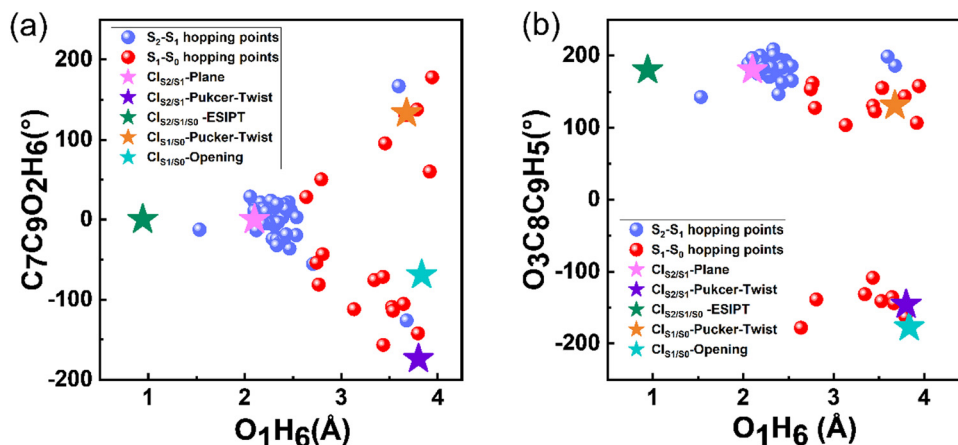 (a)
S2-S1 hopping points
S1-S0 hopping points
CIS2/S1-Plane
CIS2/S1-Pukcer-Twist
CIS2/S1/S0 -ESIPT
CIS1/S0-Pucker-Twist
CIS1/S0-Opening
C7C9O2H6(°)
200
100
0
-100
-200
1 2 3 4
O1H6(Å)
(b)
S2-S1 hopping points
S1-S0 hopping points
CIS2/S1-Plane
CIS2/S1-Pukcer-Twist
CIS2/S1/S0 -ESIPT
CIS1/S0-Pucker-Twist
CIS1/S0-Opening
O3C8C9H5(°)
200
100
0
-100
-200
1 2 3 4
O1H6 (Å)